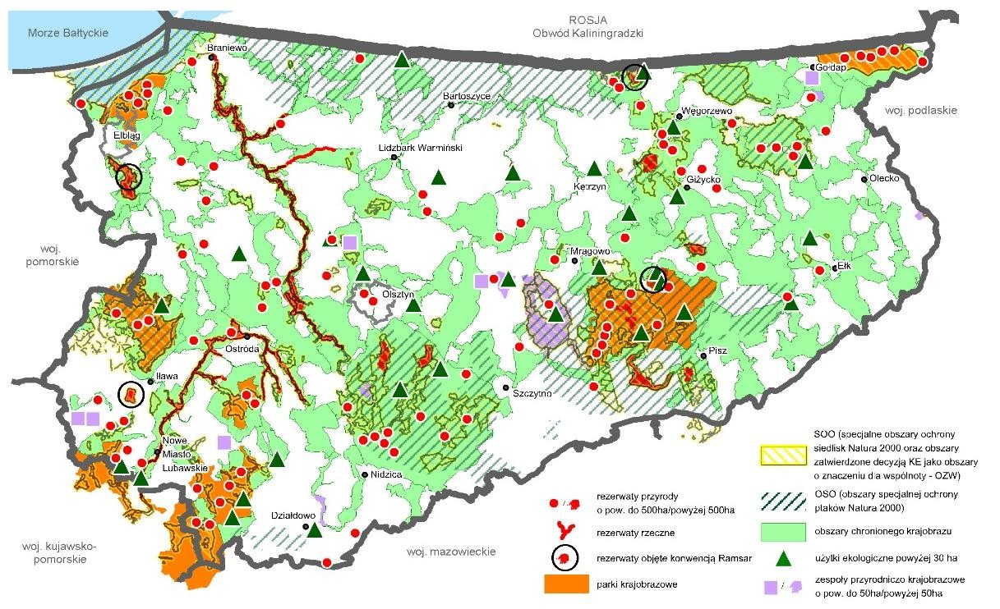 ROSJA
Obwód Kaliningradzki
Morze Bałtyckie
Braniewo
Gołdap
Bartoszyce
Węgorzewo
woj. podlaskie
Elbląg
Lidzbark Warmiński
Kętrzyn
Giżycko
Olecko
woj.
pomorskie
Mrągowo
Ełk
Olsztyn
Ostróda
Pisz
Iława
Szczytno
Nowe
Miasto
Lubawskie
Nidzica
Działdowo
woj. kujawsko-
pomorskie
woj. mazowieckie
rezerwaty przyrody
o pow. do 500ha/powyżej 500ha
rezerwaty rzeczne
rezerwaty objęte konwencją Ramsar
parki krajobrazowe
SOO (specjalne obszary ochrony
siedlisk Natura 2000 oraz obszary
zatwierdzone decyzją KE jako obszary
o znaczeniu dla wspólnoty - OZW)
OSO (obszary specjalnej ochrony
ptaków Natura 2000)
obszary chronionego krajobrazu
użytki ekologiczne powyżej 30 ha
zespoły przyrodniczo krajobrazowe
o pow. do 50ha/powyżej 50ha